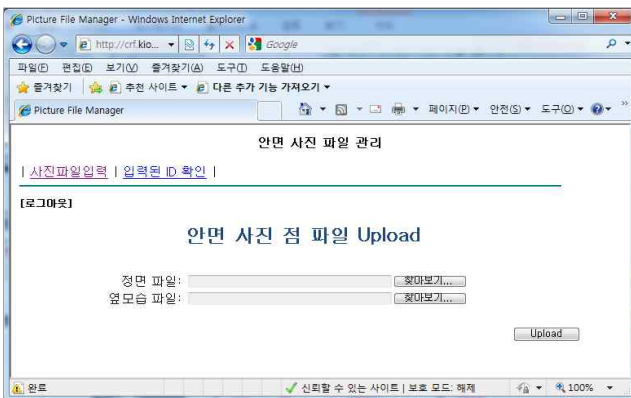 Picture File Manager - Windows Internet Explorer
http://crf.kio...
Google
파일(F) 편집(E) 보기(V) 즐겨찾기(A) 도구(T) 도움말(H)
즐겨찾기 추천 사이트 다른 추가 기능 가져오기
Picture File Manager 페이지(P) 안전(S) 도구(O) »
안면 사진 파일 관리
| 사진파일입력 | 입력된 ID 확인 |
[로그아웃]
안면 사진 점 파일 Upload
정면 파일: 찾아보기...
옆모습 파일: 찾아보기...
Upload
완료 신뢰할 수 있는 사이트 | 보호 모드: 해제 100%